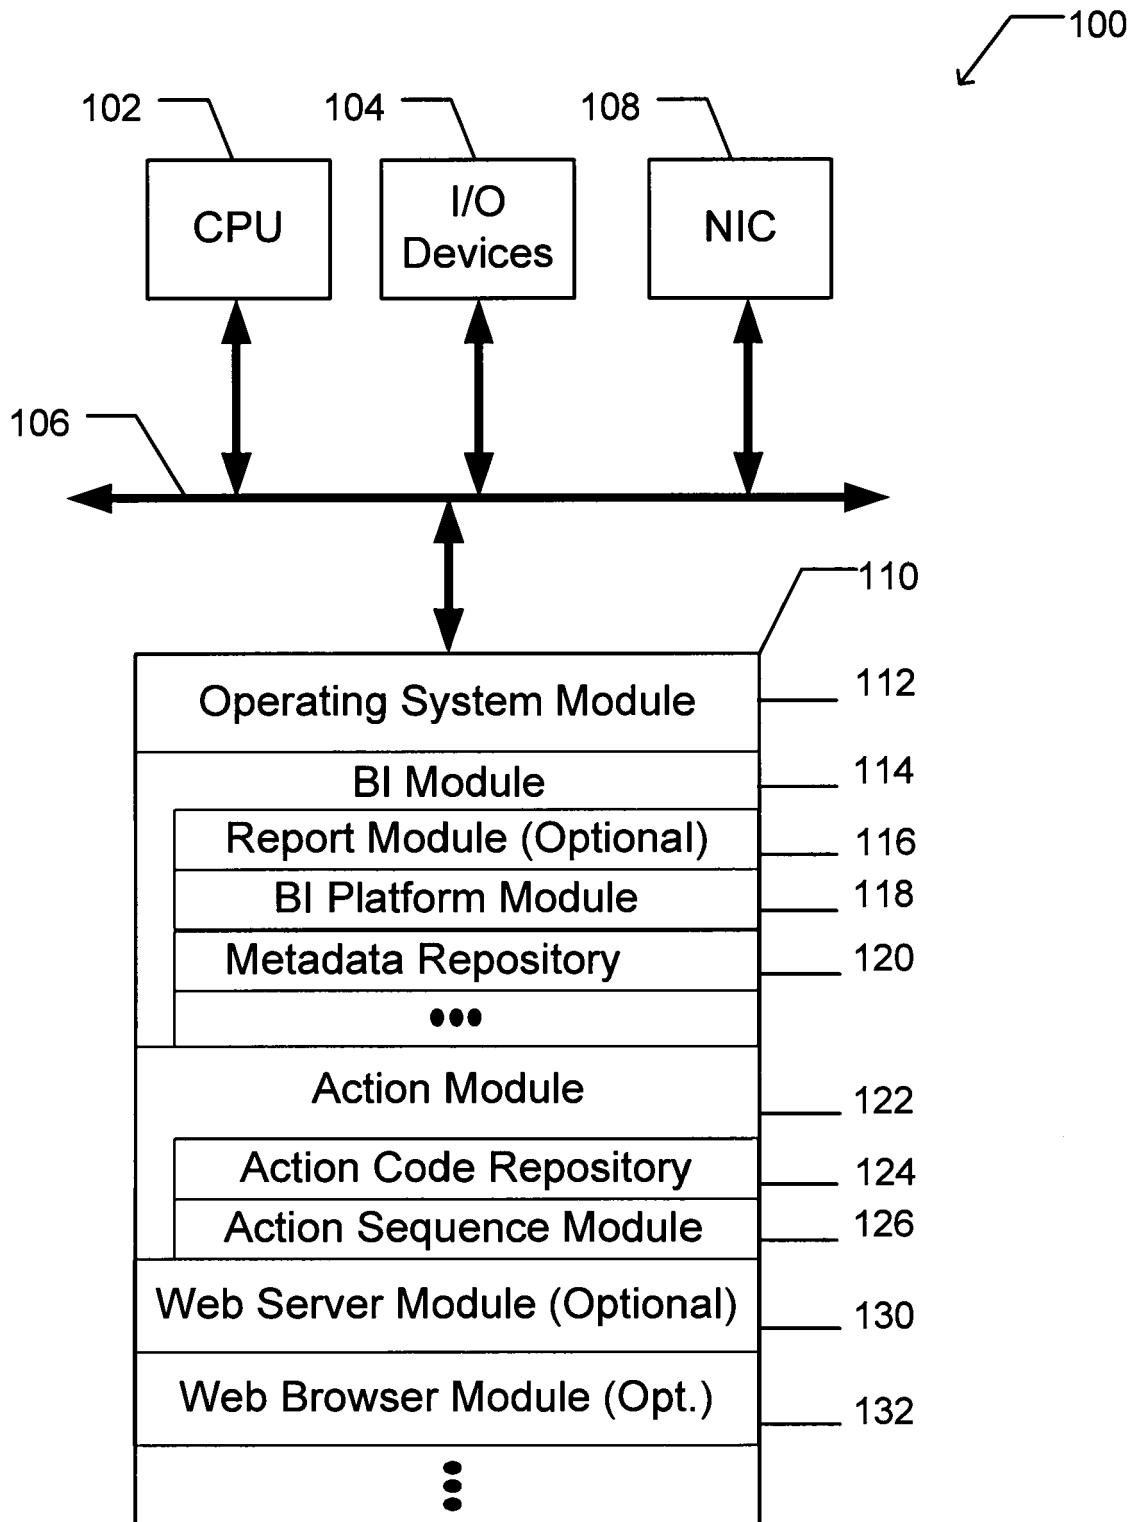 100
102
104
108
CPU
I/O
Devices
NIC
106
110
Operating System Module
112
BI Module
114
Report Module (Optional)
116
BI Platform Module
118
Metadata Repository
120
Action Module
122
Action Code Repository
124
Action Sequence Module
126
Web Server Module (Optional)
130
Web Browser Module (Opt.)
132